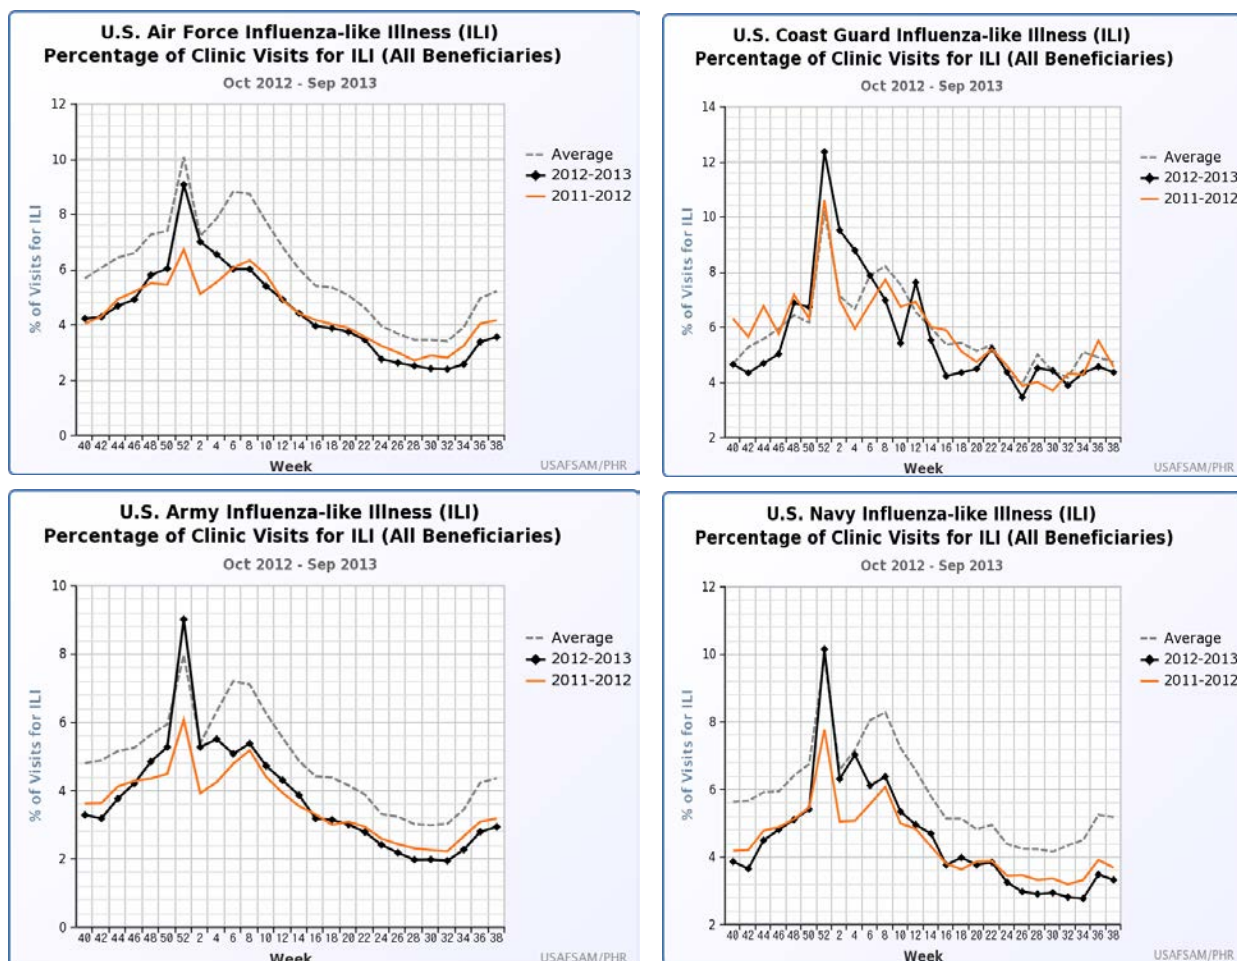 U.S. Air Force Influenza-like Illness (ILI)
Percentage of Clinic Visits for ILI (All Beneficiaries)
Oct 2012 - Sep 2013
12
10
8
6
4
2
0
% of Visits for ILI
40 42 44 46 48 50 52 2 4 6 8 10 12 14 16 18 20 22 24 26 28 30 32 34 36 38
Week
Average
2012-2013
2011-2012
USAFSAM/PHR
U.S. Coast Guard Influenza-like Illness (ILI)
Percentage of Clinic Visits for ILI (All Beneficiaries)
Oct 2012 - Sep 2013
14
12
10
8
6
4
2
% of Visits for ILI
40 42 44 46 48 50 52 2 4 6 8 10 12 14 16 18 20 22 24 26 28 30 32 34 36 38
Week
Average
2012-2013
2011-2012
USAFSAM/PHR
U.S. Army Influenza-like Illness (ILI)
Percentage of Clinic Visits for ILI (All Beneficiaries)
Oct 2012 - Sep 2013
10
8
6
4
2
0
% of Visits for ILI
40 42 44 46 48 50 52 2 4 6 8 10 12 14 16 18 20 22 24 26 28 30 32 34 36 38
Week
Average
2012-2013
2011-2012
USAFSAM/PHR
U.S. Navy Influenza-like Illness (ILI)
Percentage of Clinic Visits for ILI (All Beneficiaries)
Oct 2012 - Sep 2013
12
10
8
6
4
2
% of Visits for ILI
40 42 44 46 48 50 52 2 4 6 8 10 12 14 16 18 20 22 24 26 28 30 32 34 36 38
Week
Average
2012-2013
2011-2012
USAFSAM/PHR